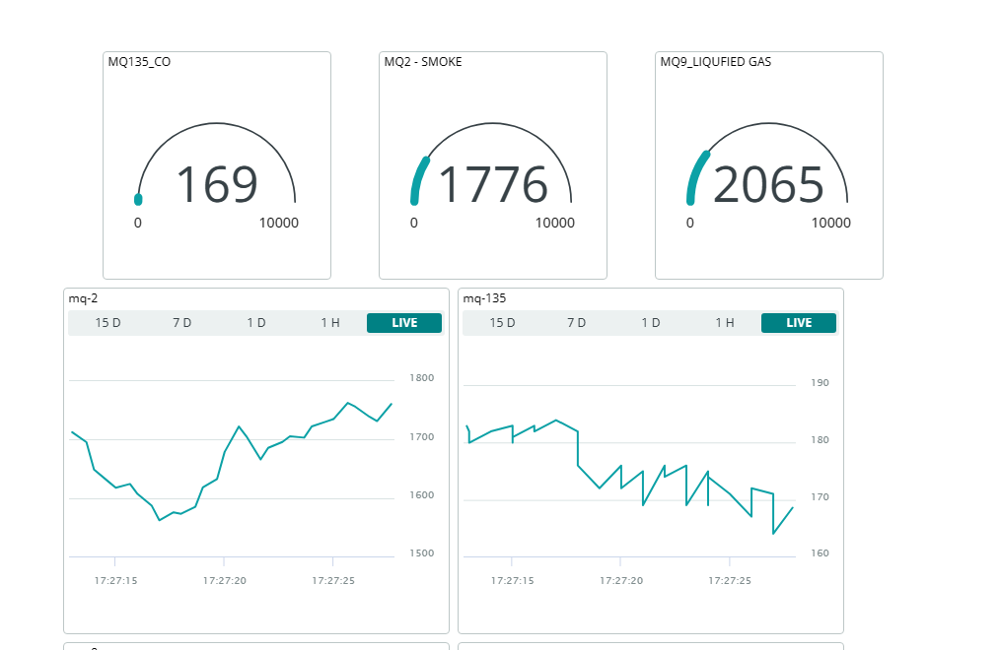 MQ135_CO
MQ2 - SMOKE
MQ9_LIQUFIED GAS
169
1776
2065
0 10000
0 10000
0 10000
mq-2
mq-135
15 D 7 D 1 D 1 H LIVE
15 D 7 D 1 D 1 H LIVE
1800
1700
1600
1500
17:27:15 17:27:20 17:27:25
190
180
170
160
17:27:15 17:27:20 17:27:25